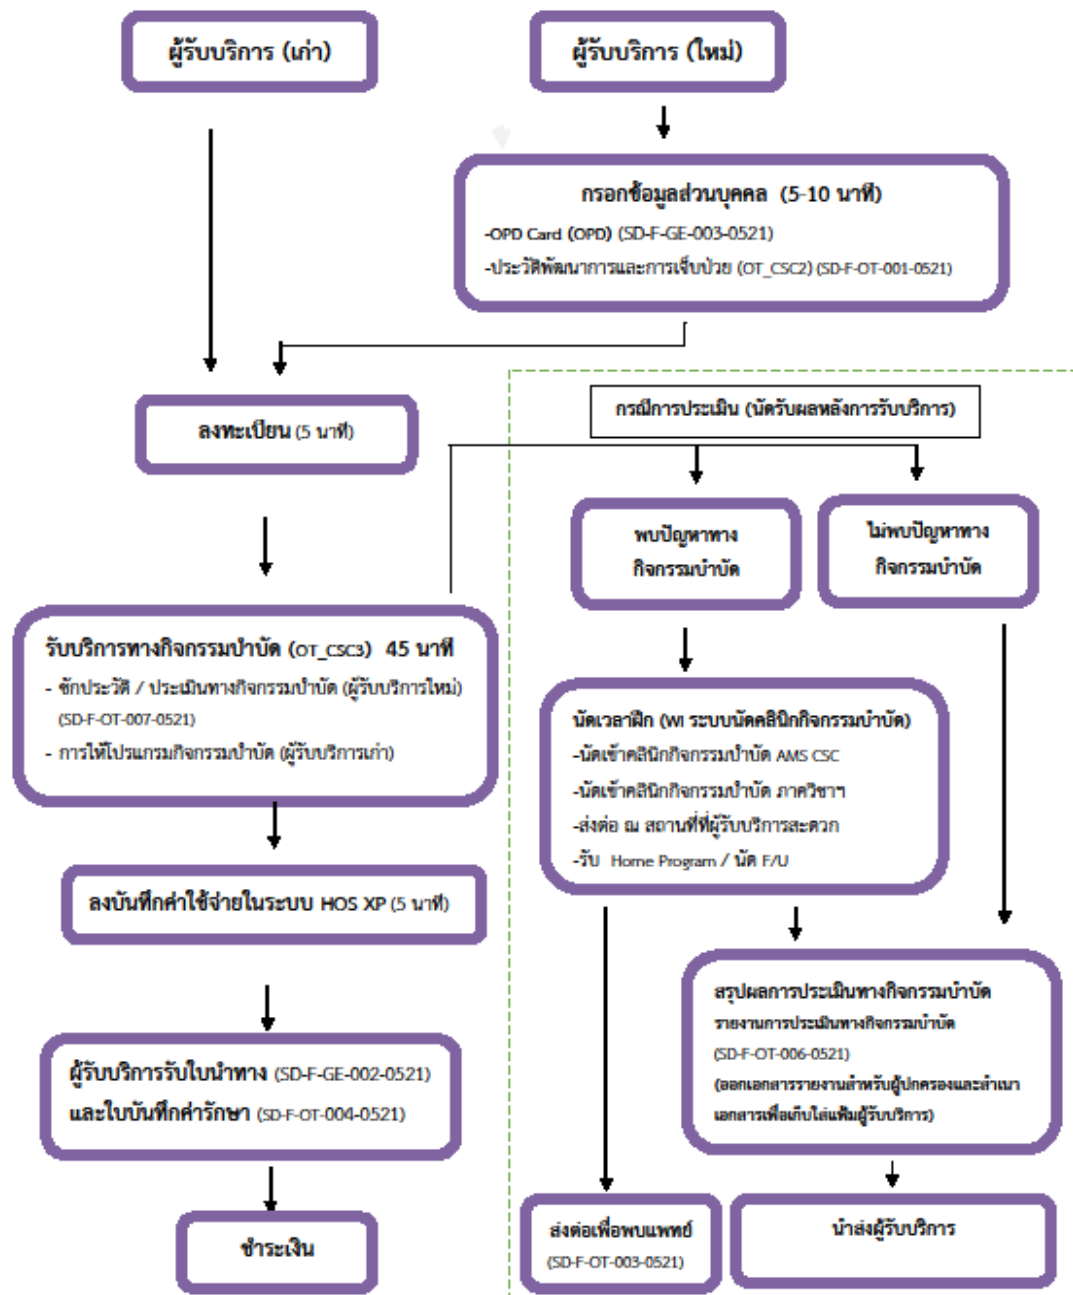 ผู้รับบริการ (เก่า)
ผู้รับบริการ (ใหม่)
กรอกข้อมูลส่วนบุคคล (5-10 นาที)
-OPD Card (OPD) (SD-F-GE-003-0521)
-ประวัติพัฒนาการและการเจ็บป่วย (OT_CSC2) (SD-F-OT-001-0521)
ลงทะเบียน (5 นาที)
กรณีการประเมิน (นัดรับผลหลังการรับบริการ)
พบปัญหาทาง
กิจกรรมบำบัด
ไม่พบปัญหาทาง
กิจกรรมบำบัด
รับบริการทางกิจกรรมบำบัด (OT_CSC3) 45 นาที
- ซักประวัติ / ประเมินทางกิจกรรมบำบัด (ผู้รับบริการใหม่)
(SD-F-OT-007-0521)
- การให้โปรแกรมกิจกรรมบำบัด (ผู้รับบริการเก่า)
นัดเวลาฝึก (WI ระบบนัดคลินิกกิจกรรมบำบัด)
-นัดเข้าคลินิกกิจกรรมบำบัด AMS CSC
-นัดเข้าคลินิกกิจกรรมบำบัด ภาควิชาฯ
-ส่งต่อ ณ สถานที่ที่ผู้รับบริการสะดวก
-รับ Home Program / นัด F/U
ลงบันทึกค่าใช้จ่ายในระบบ HOS XP (5 นาที)
สรุปผลการประเมินทางกิจกรรมบำบัด
รายงานการประเมินทางกิจกรรมบำบัด
(SD-F-OT-006-0521)
(ออกเอกสารรายงานสำหรับผู้ปกครองและสำเนา
เอกสารเพื่อเก็บใส่แฟ้มผู้รับบริการ)
ผู้รับบริการรับใบนำทาง (SD-F-GE-002-0521)
และใบบันทึกค่ารักษา (SD-F-OT-004-0521)
ชำระเงิน
ส่งต่อเพื่อพบแพทย์
(SD-F-OT-003-0521)
นำส่งผู้รับบริการ